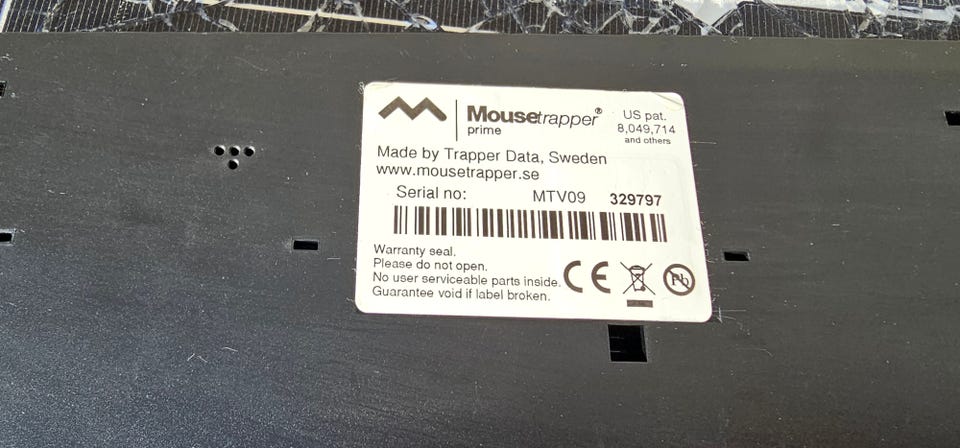 Mousetrapper®
prime
US pat.
8,049,714
and others
Made by Trapper Data, Sweden
www.mousetrapper.se
Serial no: MTV09 329797
Warranty seal.
Please do not open.
No user serviceable parts inside.
Guarantee void if label broken.
CE
Pb